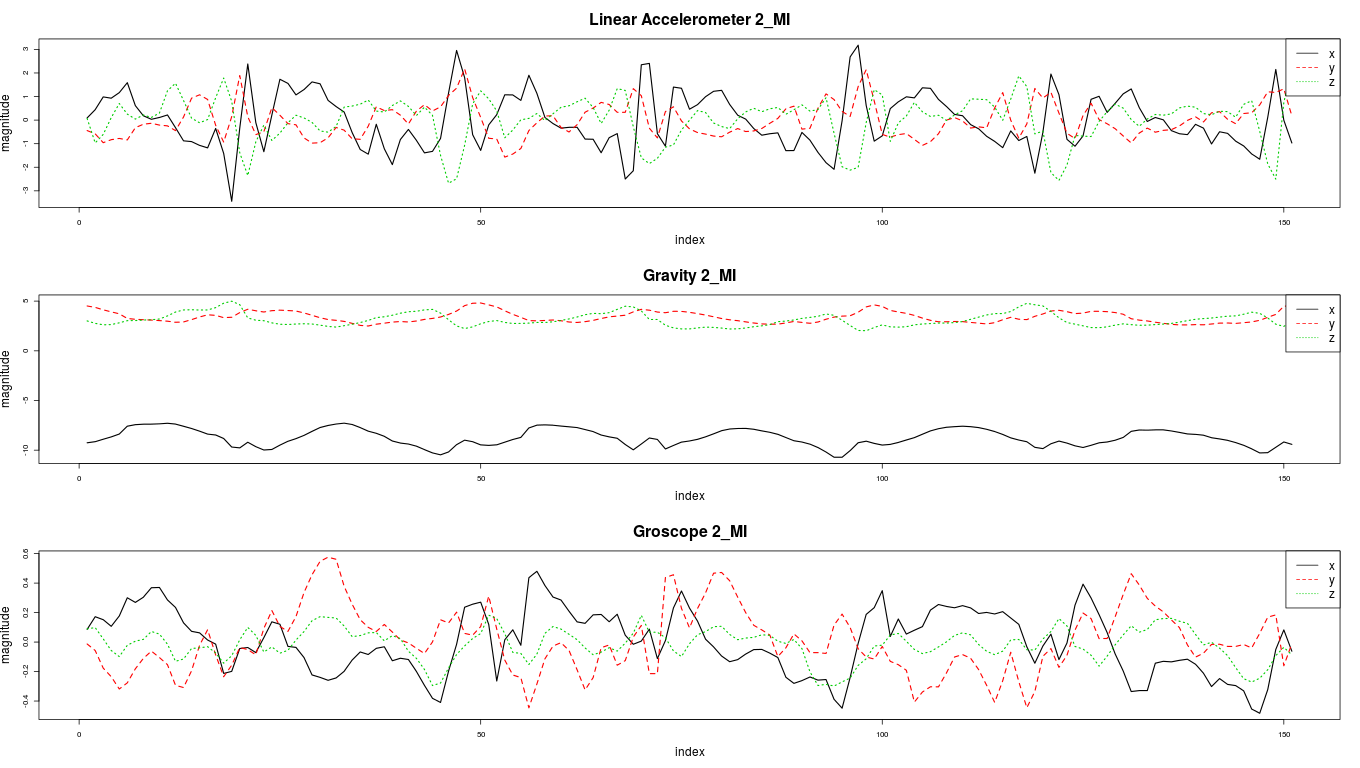 Linear Accelerometer 2_MI
magnitude
3
2
1
0
-1
-2
-3
x
y
z
0 50 100 150
index
Gravity 2_MI
magnitude
5
0
-5
-10
x
y
z
0 50 100 150
index
Groscope 2_MI
magnitude
0.6
0.4
0.2
0.0
-0.2
-0.4
x
y
z
0 50 100 150
index